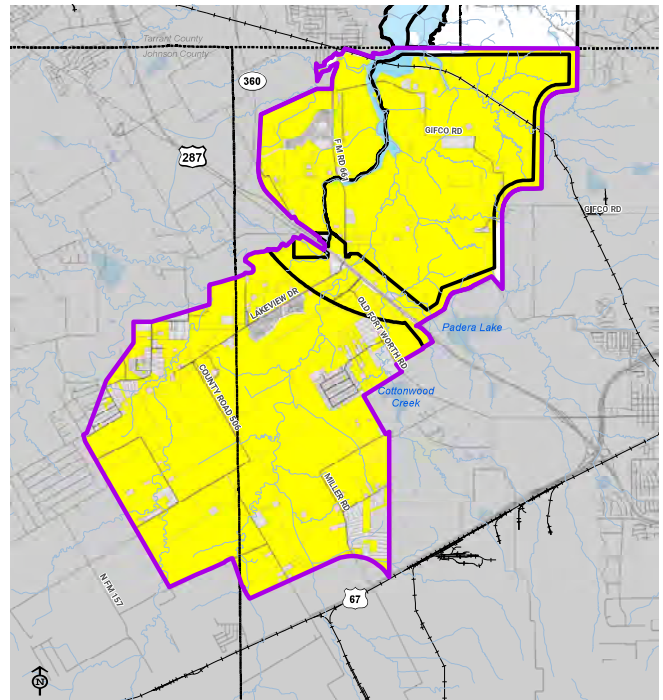 Tarrant County
Johnson County
360
GIFCO RD
F M RD 661
287
GIFCO RD
LAKEVIEW DR
OLD FORT WORTH RD
Padera Lake
COUNTY ROAD 506
Cottonwood
Creek
MILLER RD
N FM 157
67
N